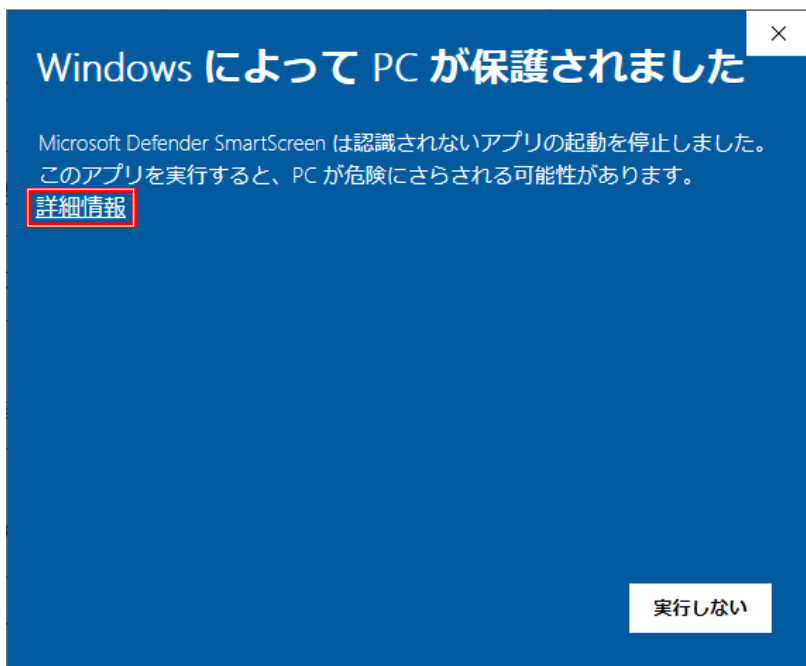 Windows によって PC が保護されました
Microsoft Defender SmartScreen は認識されないアプリの起動を停止しました。
このアプリを実行すると、PC が危険にさらされる可能性があります。
詳細情報
実行しない